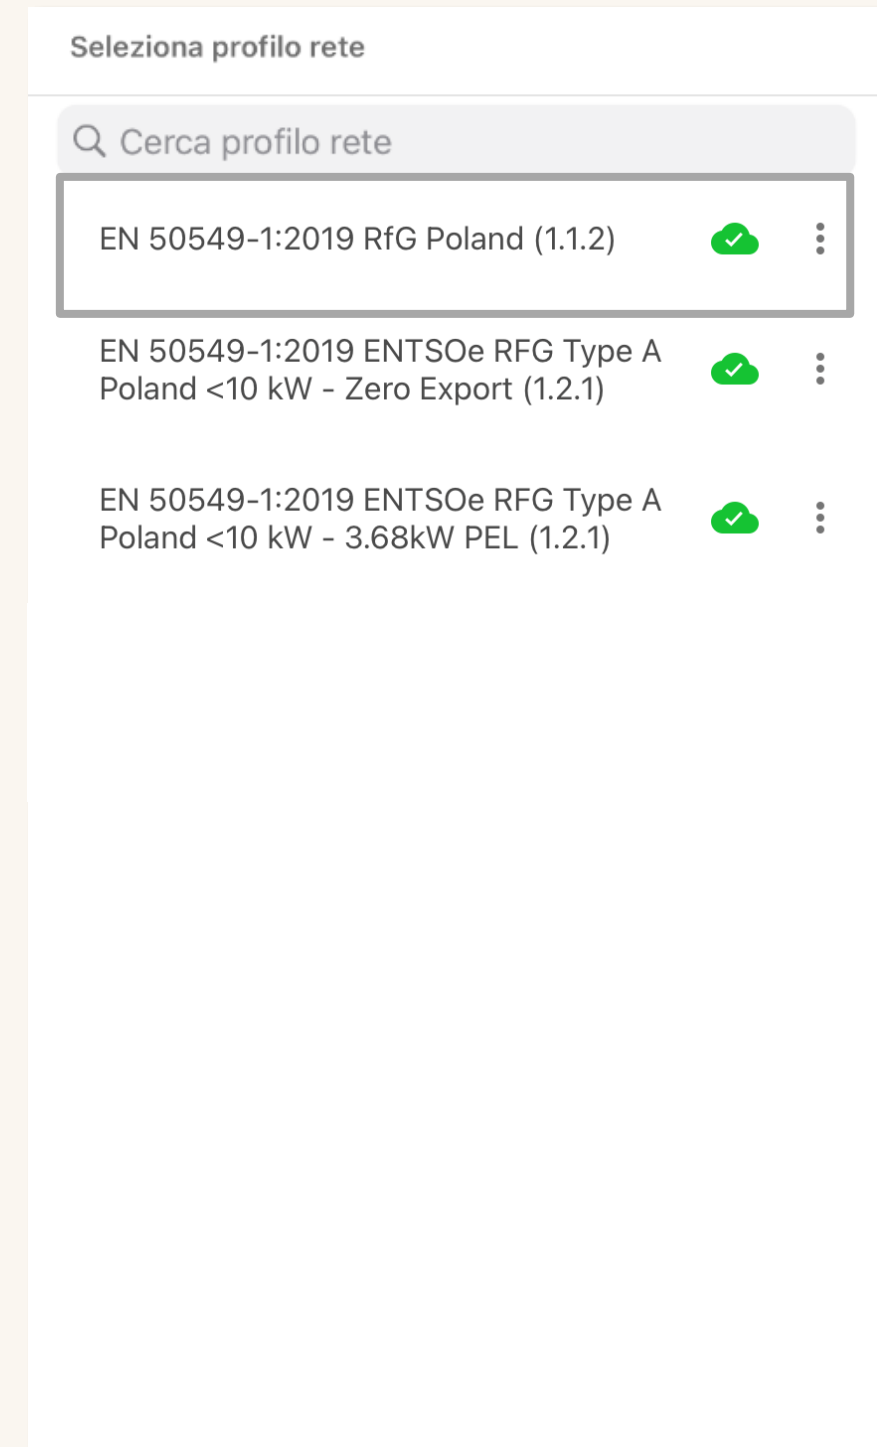 Seleziona profilo rete
Cerca profilo rete
EN 50549-1:2019 RfG Poland (1.1.2)
EN 50549-1:2019 ENTSOe RFG Type A
Poland <10 kW - Zero Export (1.2.1)
EN 50549-1:2019 ENTSOe RFG Type A
Poland <10 kW - 3.68kW PEL (1.2.1)